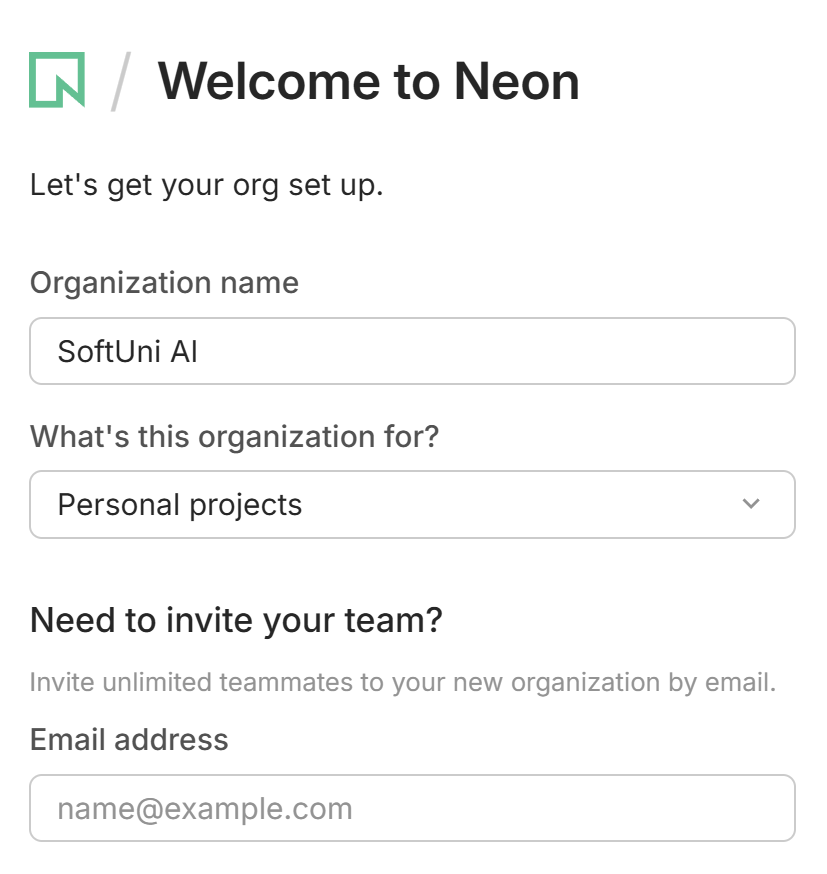 / Welcome to Neon
Let's get your org set up.
Organization name
SoftUni AI
What's this organization for?
Personal projects
Need to invite your team?
Invite unlimited teammates to your new organization by email.
Email address
name@example.com